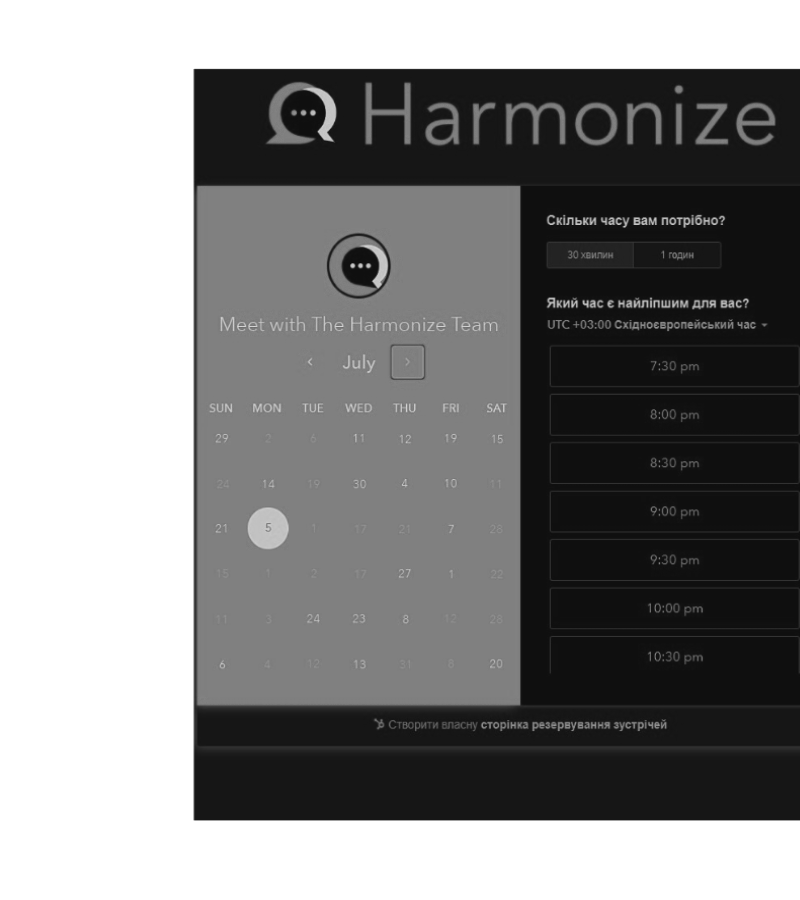 Harmonize
Meet with The Harmonize Team
July
SUN MON TUE WED THU FRI SAT
29 2 6 11 12 19 15
24 14 19 30 4 10 11
21 5 1 17 21 7 28
15 1 2 17 27 1 22
11 3 24 23 8 12 28
6 4 12 13 31 8 20
Скільки часу вам потрібно?
30 хвилин 1 годин
Який час є найліпшим для вас?
UTC +03:00 Східноєвропейський час
7:30 pm
8:00 pm
8:30 pm
9:00 pm
9:30 pm
10:00 pm
10:30 pm
Створити власну сторінка резервування зустрічей